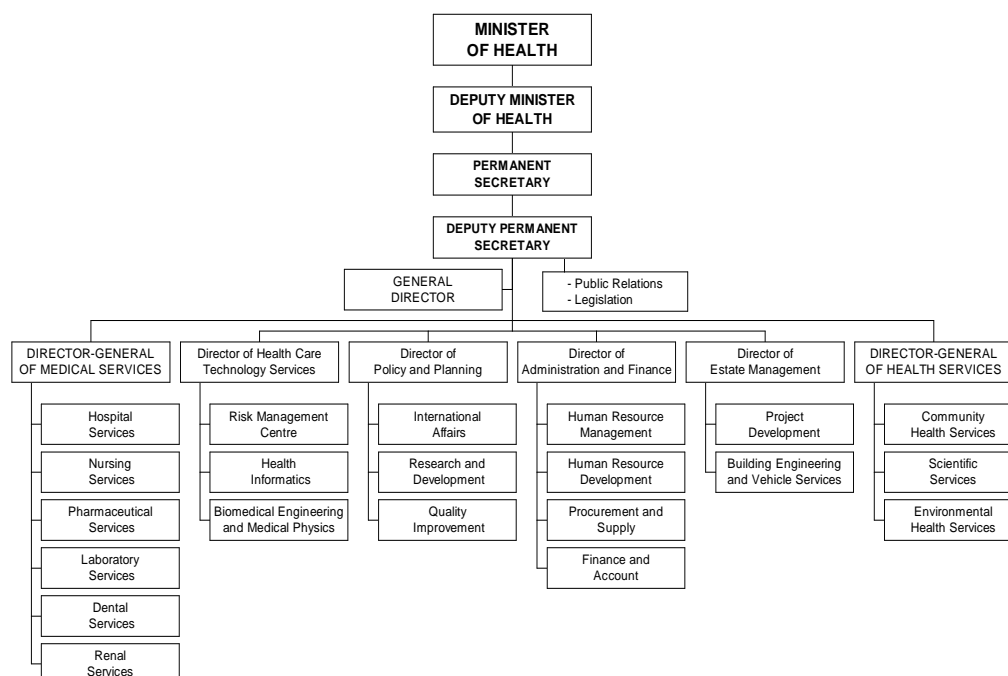 MINISTER
OF HEALTH
DEPUTY MINISTER
OF HEALTH
PERMANENT
SECRETARY
DEPUTY PERMANENT
SECRETARY
GENERAL
DIRECTOR
- Public Relations
- Legislation
DIRECTOR-GENERAL
OF MEDICAL SERVICES
Hospital
Services
Nursing
Services
Pharmaceutical
Services
Laboratory
Services
Dental
Services
Renal
Services
Director of Health Care
Technology Services
Risk Management
Centre
Health
Informatics
Biomedical Engineering
and Medical Physics
Director of
Policy and Planning
International
Affairs
Research and
Development
Quality
Improvement
Director of
Administration and Finance
Human Resource
Management
Human Resource
Development
Procurement and
Supply
Finance and
Account
Director of
Estate Management
Project
Development
Building Engineering
and Vehicle Services
DIRECTOR-GENERAL
OF HEALTH SERVICES
Community
Health Services
Scientific
Services
Environmental
Health Services